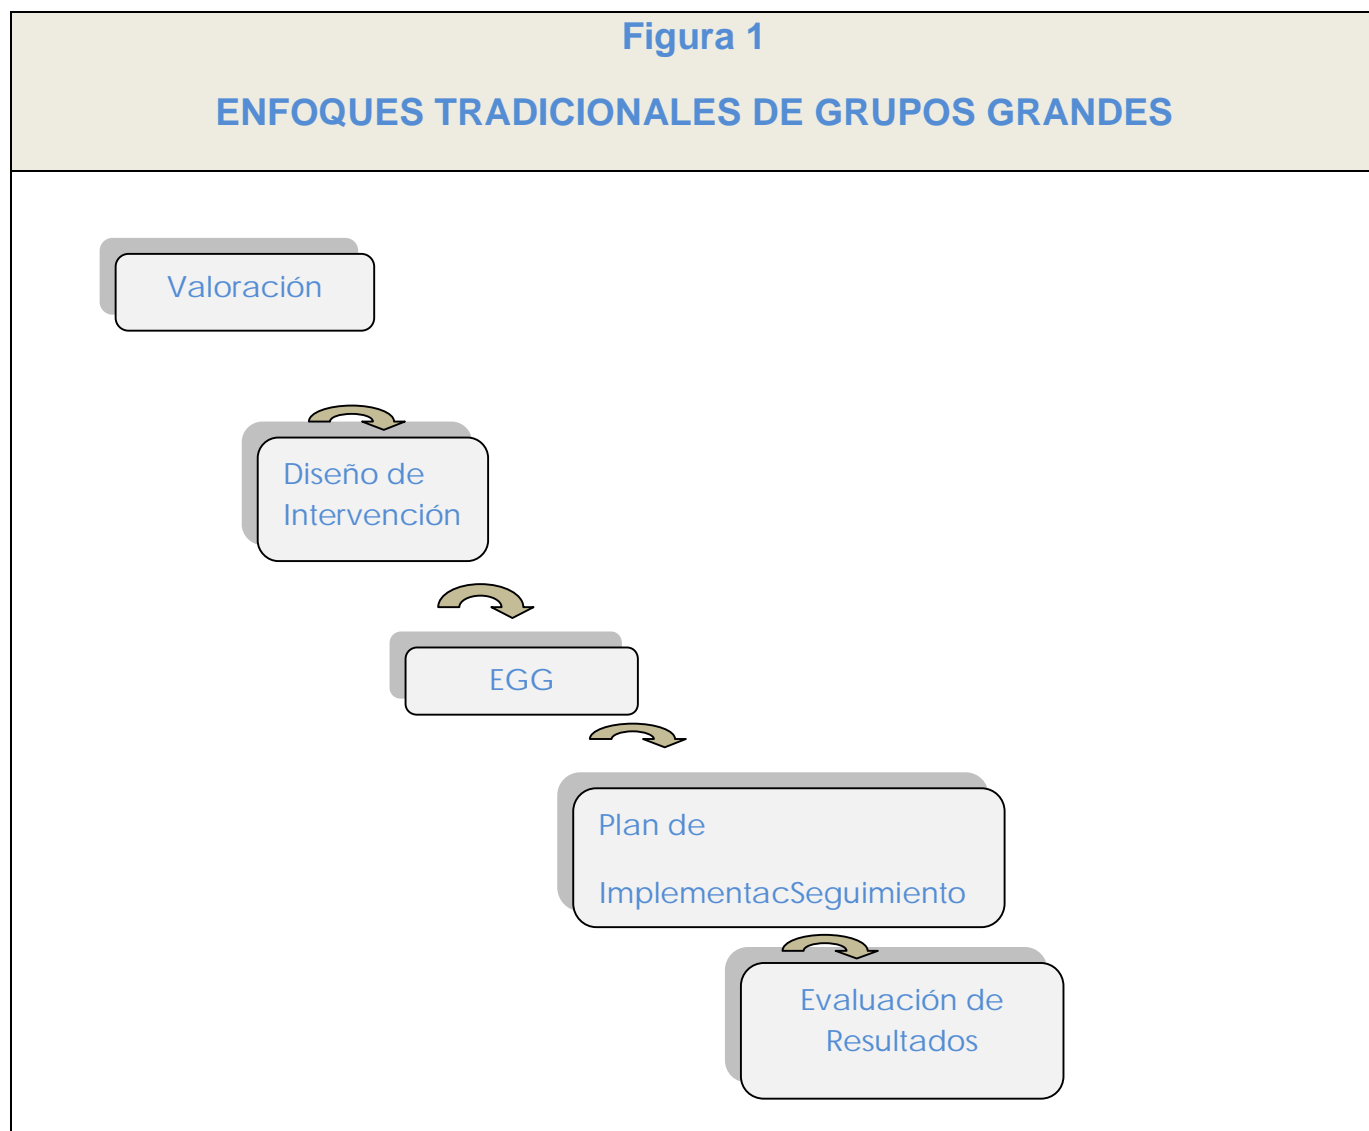 Figura 1
ENFOQUES TRADICIONALES DE GRUPOS GRANDES
Valoración
Diseño de
Intervención
EGG
Plan de
ImplementacSeguimiento
Evaluación de
Resultados